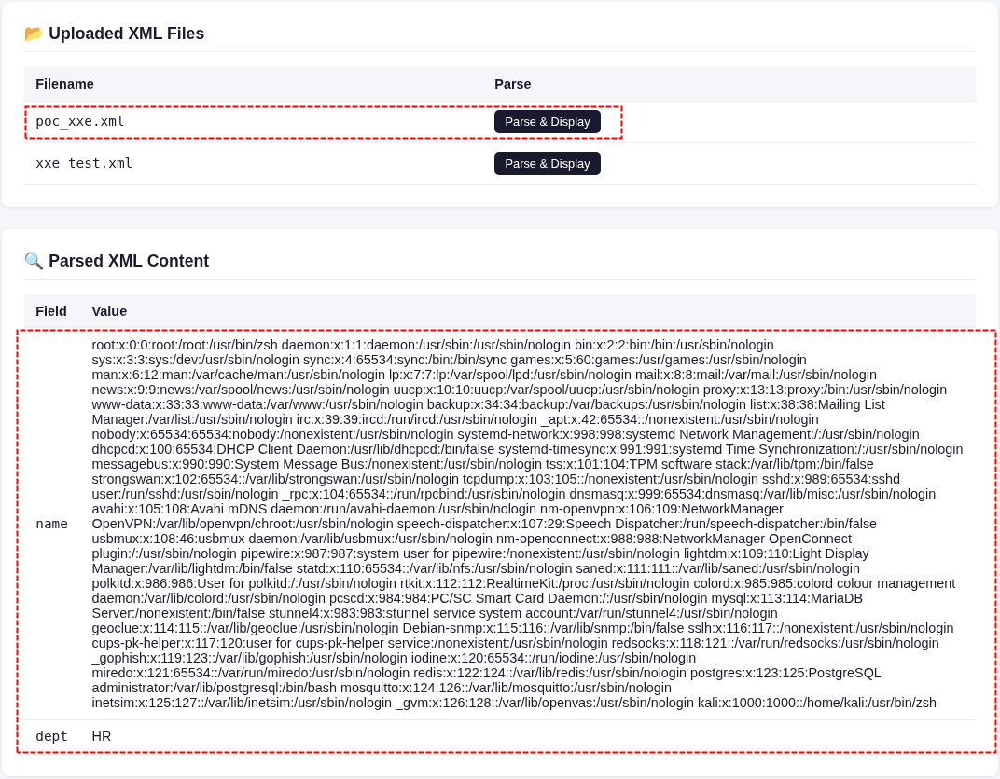 📂 Uploaded XML Files
Filename Parse
poc_xxe.xml Parse & Display
xxe_test.xml Parse & Display
🔍 Parsed XML Content
Field Value
root:x:0:0:root:/root:/usr/bin/zsh daemon:x:1:1:daemon:/usr/sbin:/usr/sbin/nologin bin:x:2:2:bin:/bin:/usr/sbin/nologin
sys:x:3:3:sys:/dev:/usr/sbin/nologin sync:x:4:65534:sync:/bin:/bin/sync games:x:5:60:games:/usr/games:/usr/sbin/nologin
man:x:6:12:man:/var/cache/man:/usr/sbin/nologin lp:x:7:7:lp:/var/spool/lpd:/usr/sbin/nologin mail:x:8:8:mail:/var/mail:/usr/sbin/nologin
news:x:9:9:news:/var/spool/news:/usr/sbin/nologin uucp:x:10:10:uucp:/var/spool/uucp:/usr/sbin/nologin proxy:x:13:13:proxy:/bin:/usr/sbin/nologin
www-data:x:33:33:www-data:/var/www:/usr/sbin/nologin backup:x:34:34:backup:/var/backups:/usr/sbin/nologin list:x:38:38:Mailing List
Manager:/var/list:/usr/sbin/nologin irc:x:39:39:ircd:/run/ircd:/usr/sbin/nologin _apt:x:42:65534::/nonexistent:/usr/sbin/nologin
nobody:x:65534:65534:nobody:/nonexistent:/usr/sbin/nologin systemd-network:x:998:998:systemd Network Management:/:/usr/sbin/nologin
dhcpcd:x:100:65534:DHCP Client Daemon:/usr/lib/dhcpcd:/bin/false systemd-timesync:x:991:991:systemd Time Synchronization:/:/usr/sbin/nologin
messagebus:x:990:990:System Message Bus:/nonexistent:/usr/sbin/nologin tss:x:101:104:TPM software stack:/var/lib/tpm:/bin/false
strongswan:x:102:65534::/var/lib/strongswan:/usr/sbin/nologin tcpdump:x:103:105::/nonexistent:/usr/sbin/nologin sshd:x:989:65534:sshd
user:/run/sshd:/usr/sbin/nologin _rpc:x:104:65534::/run/rpcbind:/usr/sbin/nologin dnsmasq:x:999:65534:dnsmasq:/var/lib/misc:/usr/sbin/nologin
avahi:x:105:108:Avahi mDNS daemon:/run/avahi-daemon:/usr/sbin/nologin nm-openvpn:x:106:109:NetworkManager
name OpenVPN:/var/lib/openvpn/chroot:/usr/sbin/nologin speech-dispatcher:x:107:29:Speech Dispatcher:/run/speech-dispatcher:/bin/false
usbmux:x:108:46:usbmux daemon:/var/lib/usbmux:/usr/sbin/nologin nm-openconnect:x:988:988:NetworkManager OpenConnect
plugin:/:/usr/sbin/nologin pipewire:x:987:987:system user for pipewire:/nonexistent:/usr/sbin/nologin lightdm:x:109:110:Light Display
Manager:/var/lib/lightdm:/bin/false statd:x:110:65534::/var/lib/nfs:/usr/sbin/nologin saned:x:111:111::/var/lib/saned:/usr/sbin/nologin
polkitd:x:986:986:User for polkitd:/:/usr/sbin/nologin rtkit:x:112:112:RealtimeKit:/proc:/usr/sbin/nologin colord:x:985:985:colord colour management
daemon:/var/lib/colord:/usr/sbin/nologin pcscd:x:984:984:PC/SC Smart Card Daemon:/:/usr/sbin/nologin mysql:x:113:114:MariaDB
Server:/nonexistent:/bin/false stunnel4:x:983:983:stunnel service system account:/var/run/stunnel4:/usr/sbin/nologin
geoclue:x:114:115::/var/lib/geoclue:/usr/sbin/nologin Debian-snmp:x:115:116::/var/lib/snmp:/bin/false sslh:x:116:117::/nonexistent:/usr/sbin/nologin
cups-pk-helper:x:117:120:user for cups-pk-helper service:/nonexistent:/usr/sbin/nologin redsocks:x:118:121::/var/run/redsocks:/usr/sbin/nologin
_gophish:x:119:123::/var/lib/gophish:/usr/sbin/nologin iodine:x:120:65534::/run/iodine:/usr/sbin/nologin
miredo:x:121:65534::/var/run/miredo:/usr/sbin/nologin redis:x:122:124::/var/lib/redis:/usr/sbin/nologin postgres:x:123:125:PostgreSQL
administrator:/var/lib/postgresql:/bin/bash mosquitto:x:124:126::/var/lib/mosquitto:/usr/sbin/nologin
inetsim:x:125:127::/var/lib/inetsim:/usr/sbin/nologin _gvm:x:126:128::/var/lib/openvas:/usr/sbin/nologin kali:x:1000:1000::/home/kali:/usr/bin/zsh
dept HR